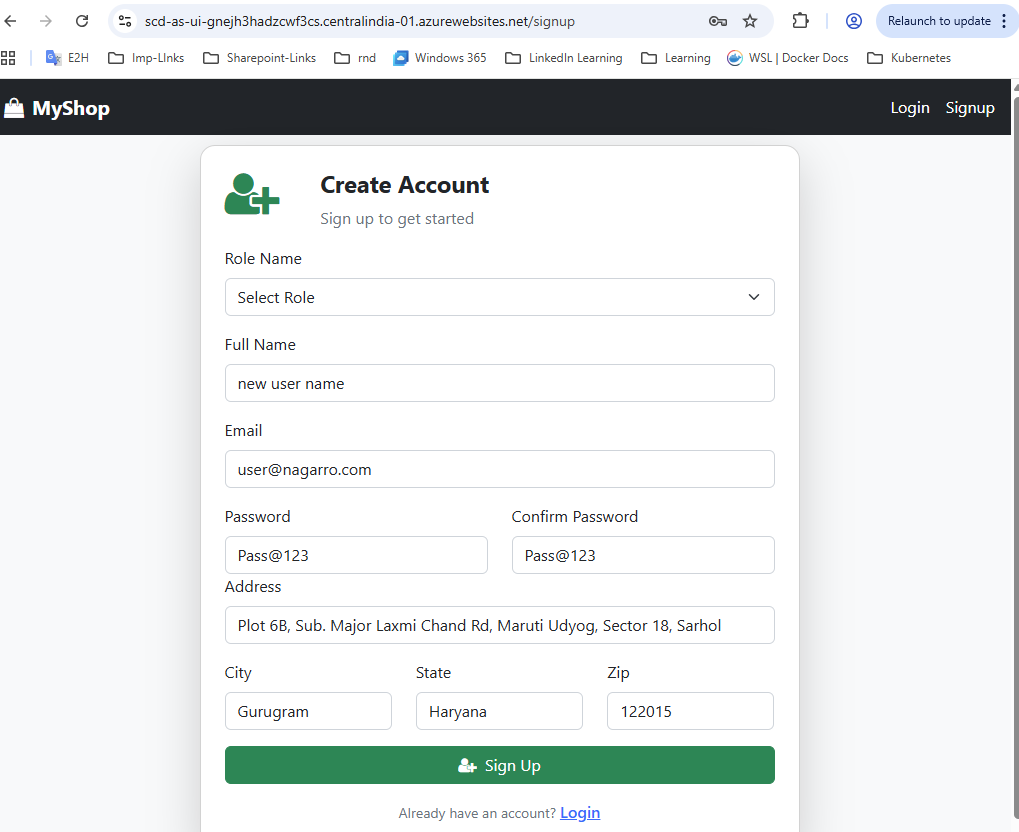 scd-as-ui-gnejh3hadzcwf3cs.centralindia-01.azurewebsites.net/signup
Relaunch to update
E2H Imp-LInks Sharepoint-Links rnd Windows 365 LinkedIn Learning Learning WSL | Docker Docs Kubernetes
MyShop Login Signup
Create Account
Sign up to get started
Role Name
Select Role
Full Name
new user name
Email
user@nagarro.com
Password Confirm Password
Pass@123 Pass@123
Address
Plot 6B, Sub. Major Laxmi Chand Rd, Maruti Udyog, Sector 18, Sarhol
City State Zip
Gurugram Haryana 122015
Sign Up
Already have an account? Login